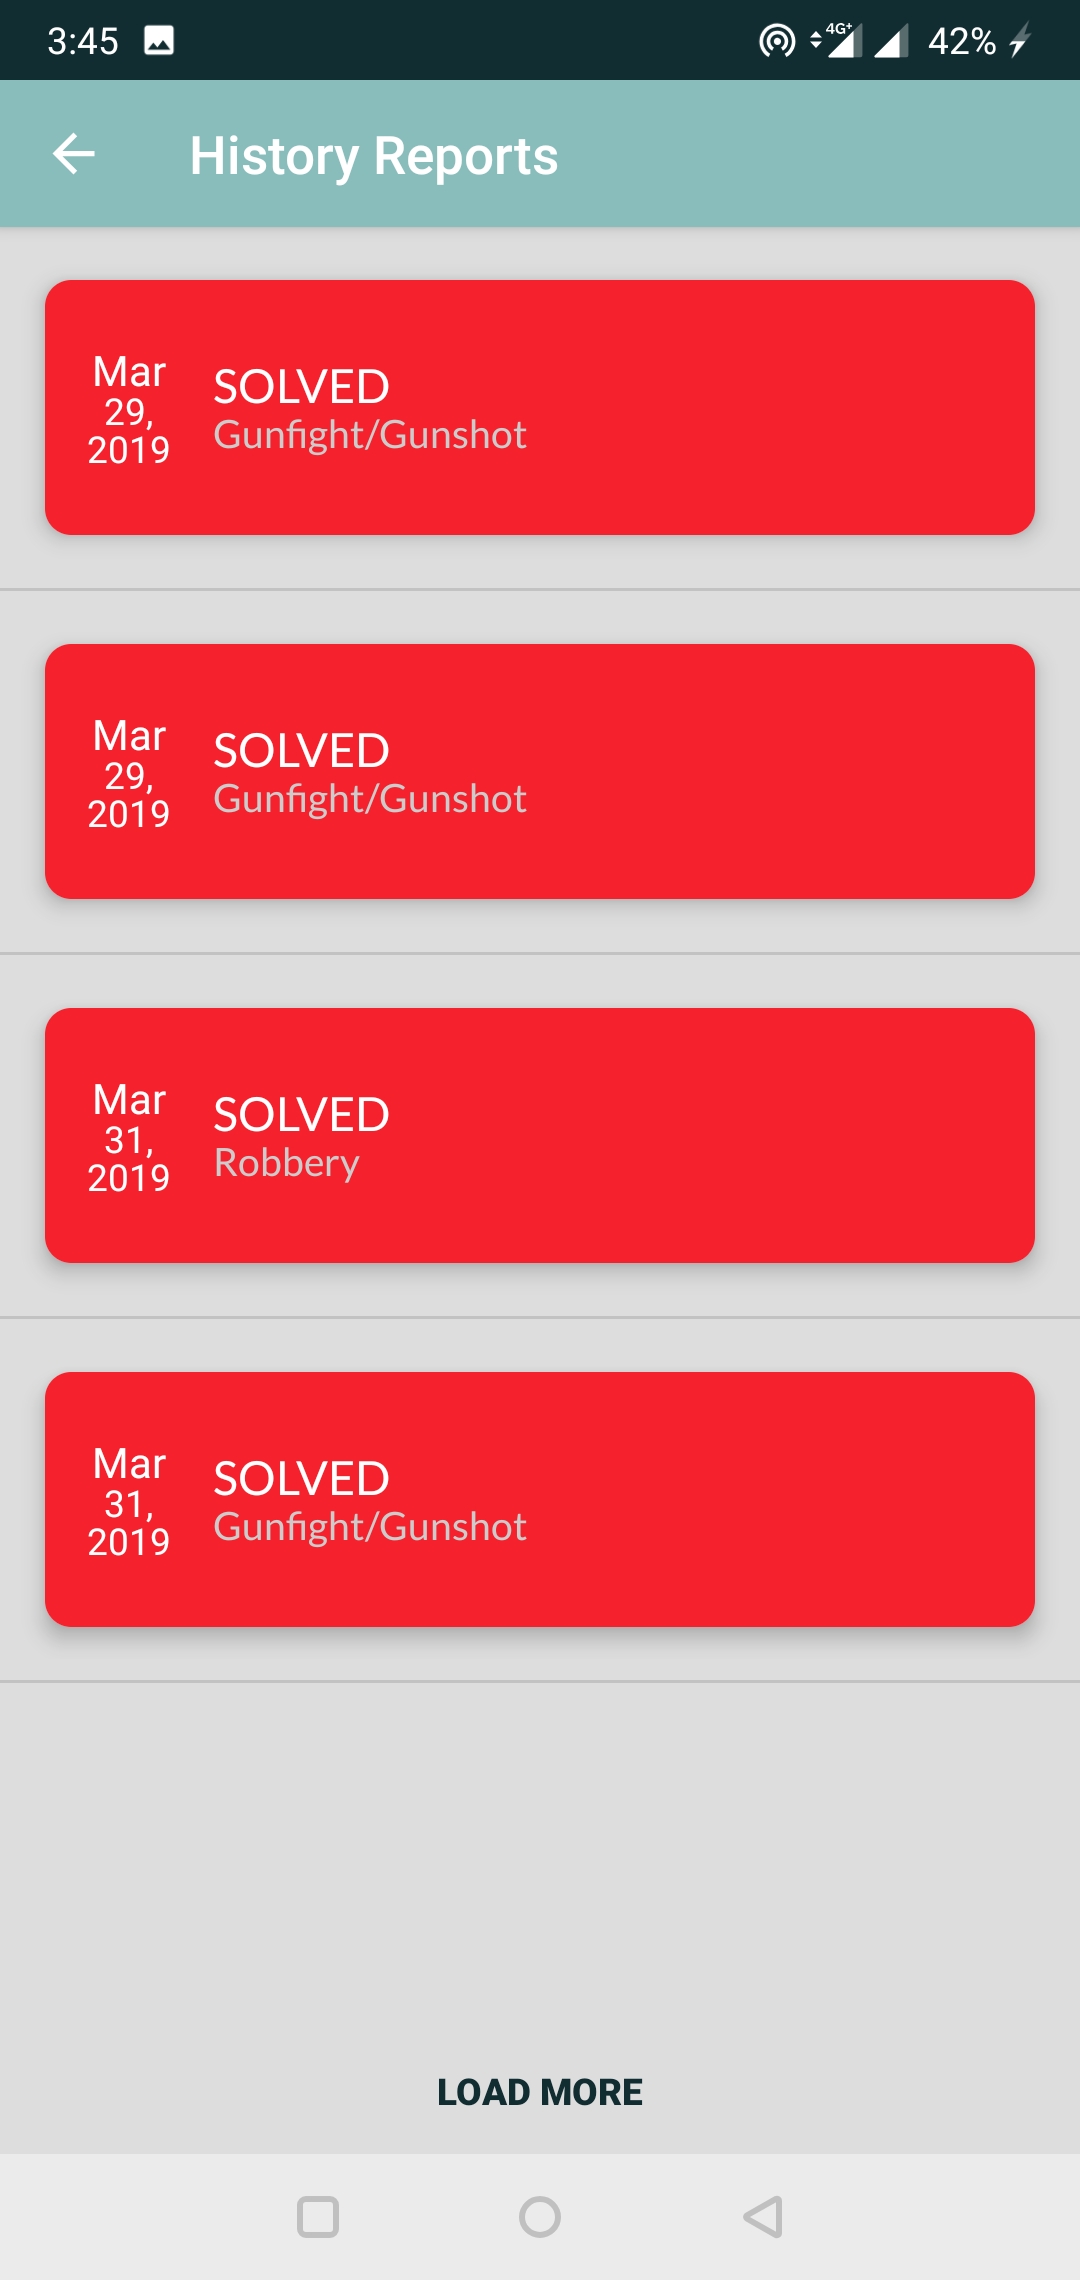 3:45
4G+
42%
History Reports
Mar
29,
2019
SOLVED
Gunfight/Gunshot
Mar
29,
2019
SOLVED
Gunfight/Gunshot
Mar
31,
2019
SOLVED
Robbery
Mar
31,
2019
SOLVED
Gunfight/Gunshot
LOAD MORE